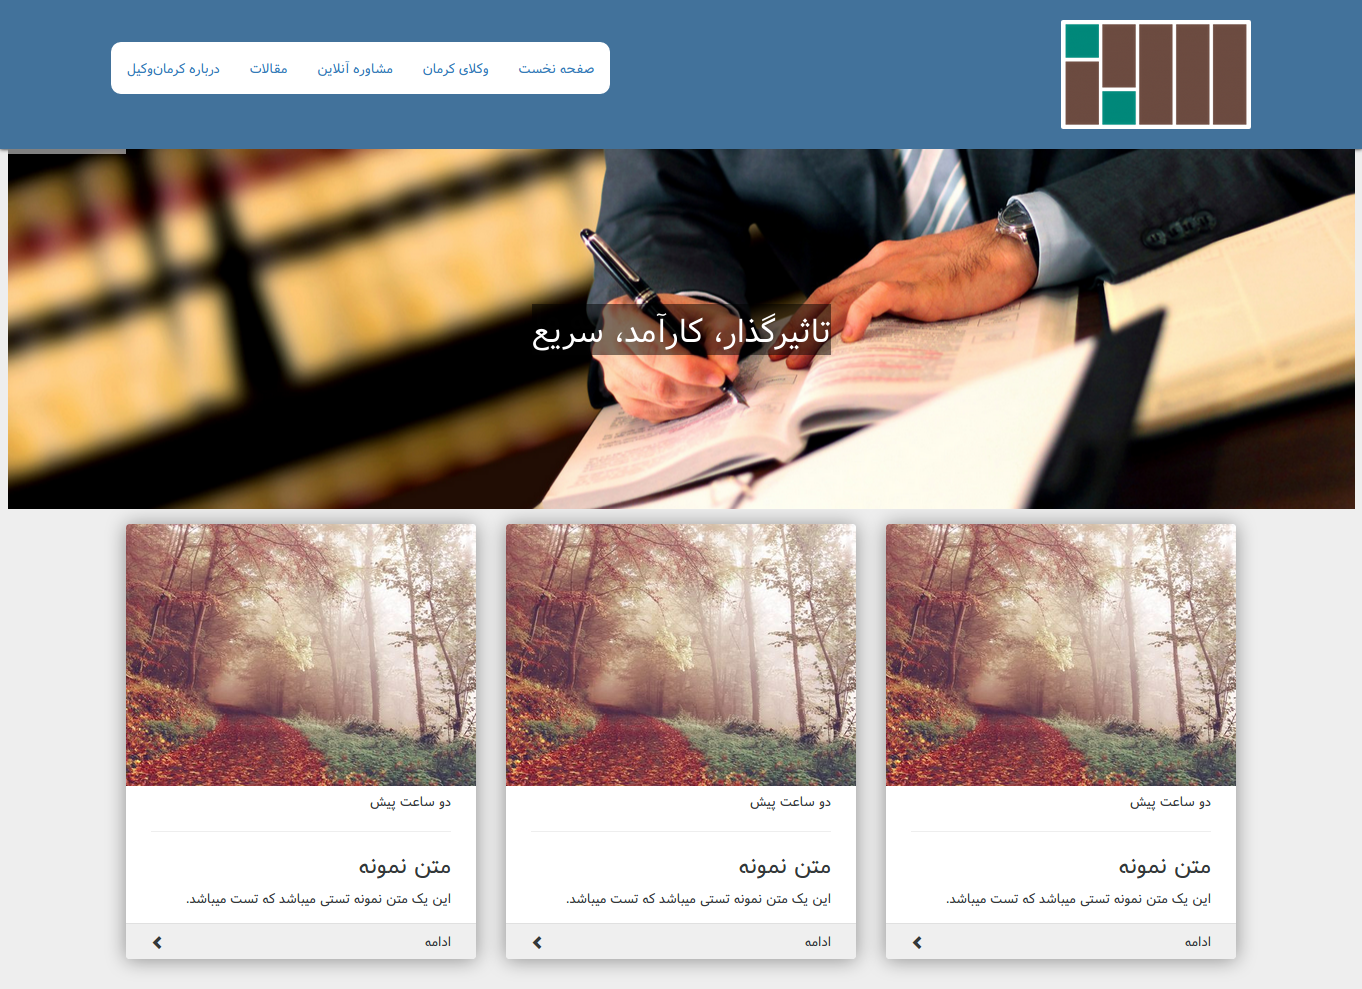 صفحه نخست
وکلای کرمان
مشاوره آنلاین
مقالات
درباره کرمان‌وکیل
تاثیرگذار، کارآمد، سریع
دو ساعت پیش
متن نمونه
این یک متن نمونه تستی میباشد که تست میباشد.
ادامه
دو ساعت پیش
متن نمونه
این یک متن نمونه تستی میباشد که تست میباشد.
ادامه
دو ساعت پیش
متن نمونه
این یک متن نمونه تستی میباشد که تست میباشد.
ادامه